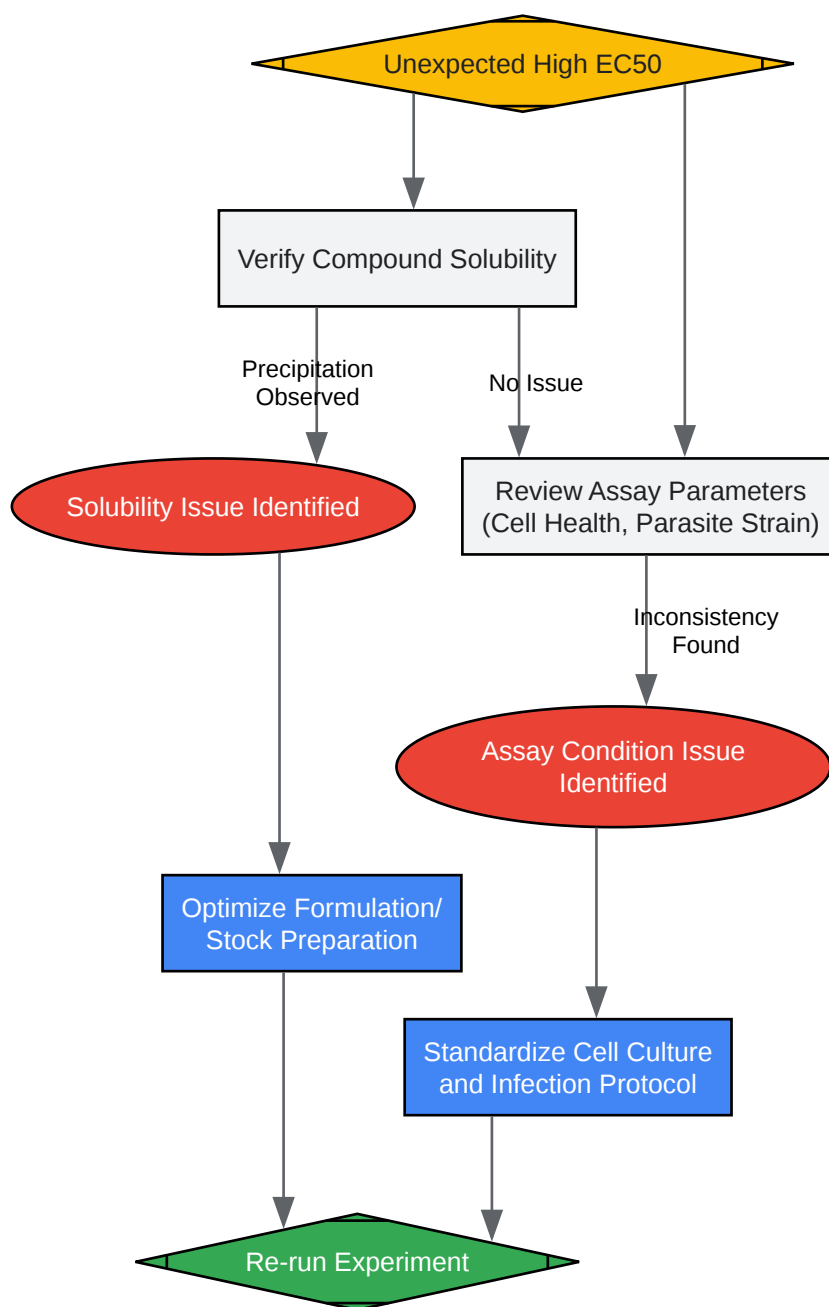 Unexpected High EC50
Verify Compound Solubility
Precipitation
Observed
No Issue
Solubility Issue Identified
Review Assay Parameters
(Cell Health, Parasite Strain)
Inconsistency
Found
Assay Condition Issue
Identified
Optimize Formulation/
Stock Preparation
Standardize Cell Culture
and Infection Protocol
Re-run Experiment